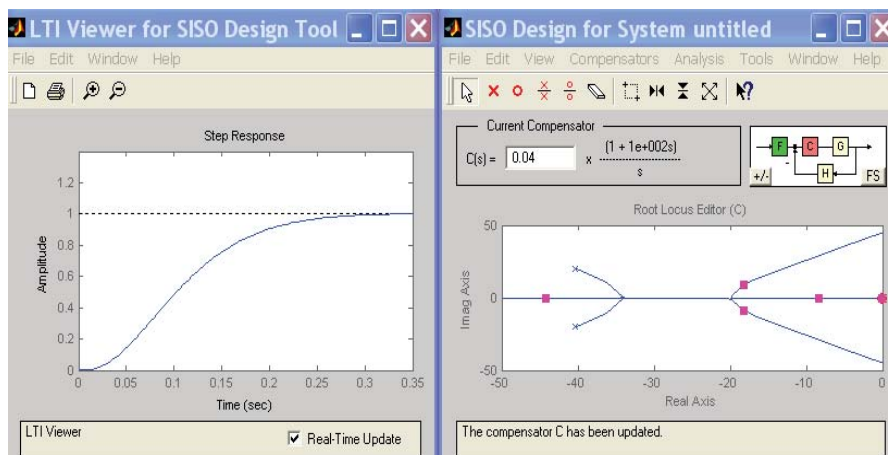 LTI Viewer for SISO Design Tool
File Edit Window Help
Step Response
Amplitude
1.2
1
0.8
0.6
0.4
0.2
0
0 0.05 0.1 0.15 0.2 0.25 0.3 0.35
Time (sec)
LTI Viewer
Real-Time Update
SISO Design for System untitled
File Edit View Compensators Analysis Tools Window Help
Current Compensator
C(s) = 0.04 x (1 + 1e+002s)
s
F C G
H
+/- FS
Root Locus Editor (C)
Imag Axis
50
0
-50
-50 -40 -30 -20 -10 0
Real Axis
The compensator C has been updated.